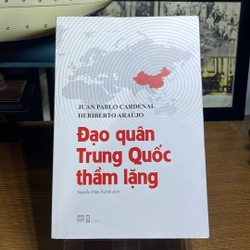 JUAN PABLO CARDENAL
HERIBERTO ARAÚJO
Đạo quân
Trung Quốc
thầm lặng